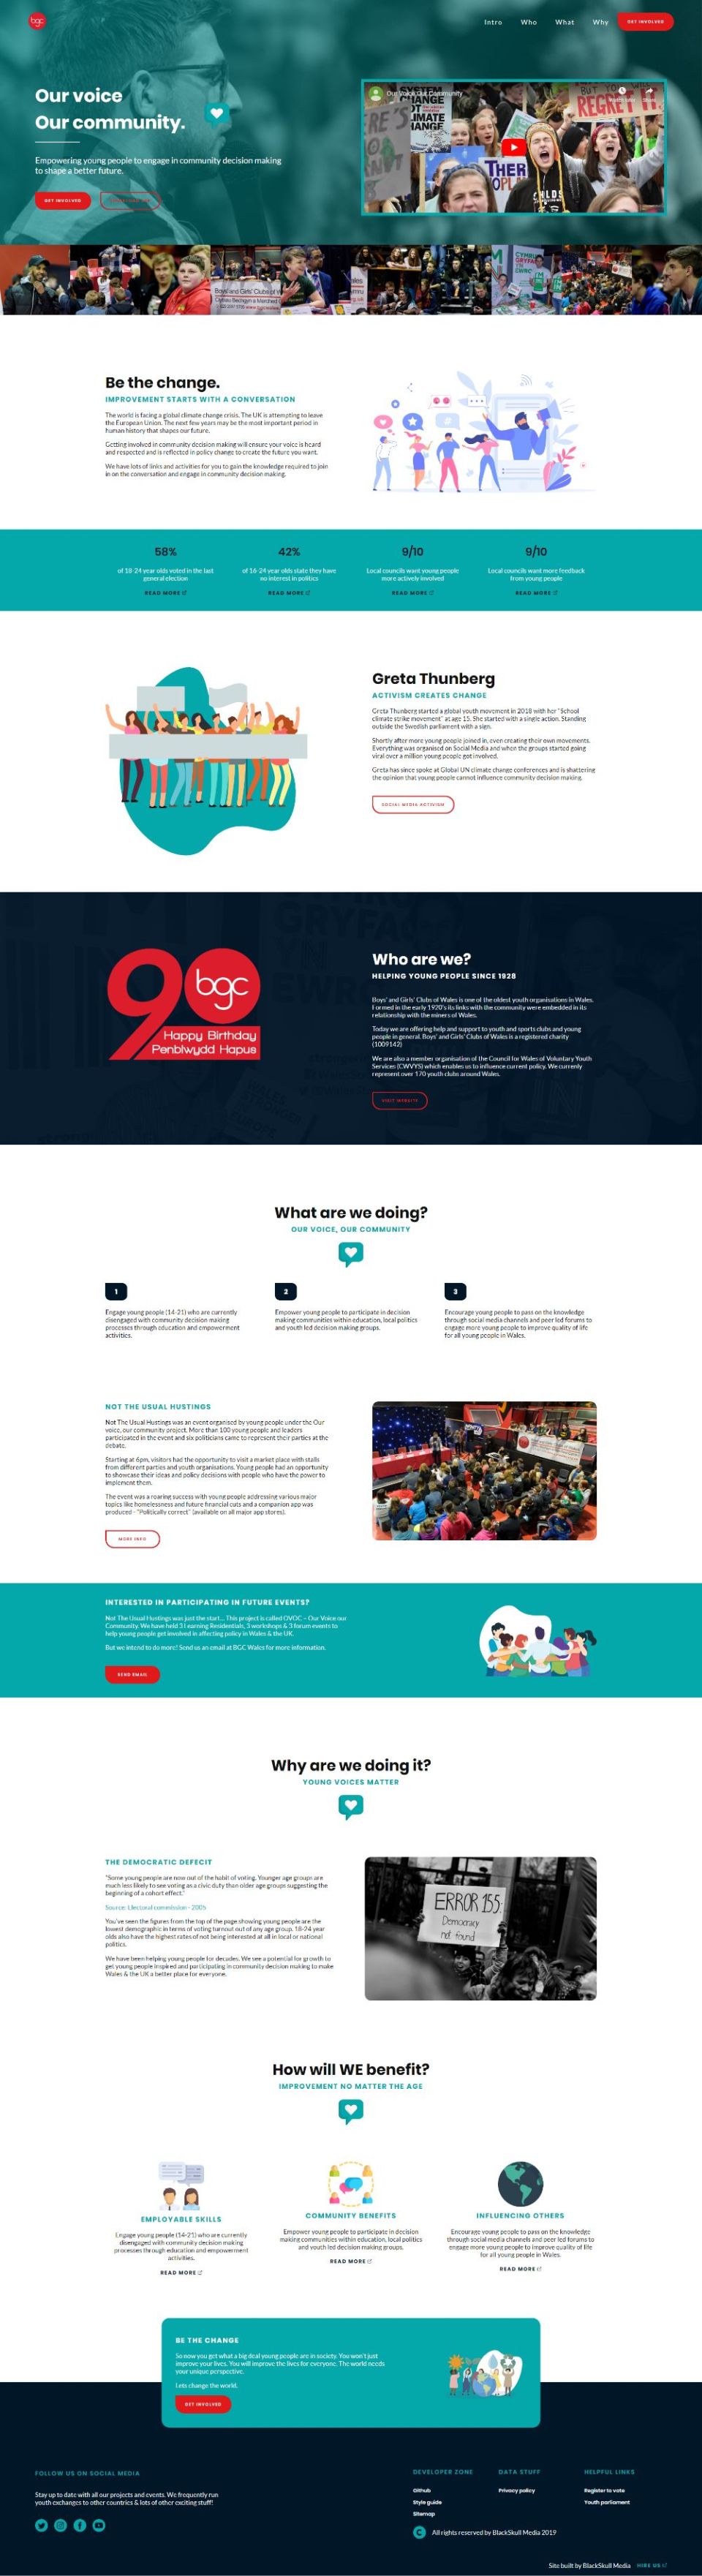 bgc
Intro Who What Why GET INVOLVED
Our voice
Our community.
Empowering young people to engage in community decision making
to shape a better future.
GET INVOLVED
Be the change.
IMPROVEMENT STARTS WITH A CONVERSATION
The world is facing a global climate change crisis. The UK is attempting to leave
the European Union. The next few years may be the most important period in
human history that shapes our future.
Getting involved in community decision making will ensure your voice is heard
and respected and is reflected in policy change to create the future you want.
We have lots of links and activities for you to gain the knowledge required to join
in on the conversation and engage in community decision making.
58%
of 18-24 year olds voted in the last
general election
READ MORE
42%
of 16-24 year olds state they have
no interest in politics
READ MORE
9/10
Local councils want young people
more actively involved
READ MORE
9/10
Local councils want more feedback
from young people
READ MORE
Greta Thunberg
ACTIVISM CREATES CHANGE
Greta Thunberg started a global youth movement in 2018 with her "School
climate strike movement" at age 15. She started with a single action. Standing
outside the Swedish parliament with a sign.
Shortly after more young people joined in, even creating their own movements.
Everything was organised on Social Media and when the groups started going
viral over a million young people got involved.
Greta has since spoke at Global UN climate change conferences and is shattering
the opinion that young people cannot influence community decision making.
SOCIAL MEDIA ACTIVISM
90
bgc
Happy Birthday
Penblwydd Hapus
Who are we?
HELPING YOUNG PEOPLE SINCE 1928
Boys' and Girls' Clubs of Wales is one of the oldest youth organisations in Wales.
Formed in the early 1920's its links with the community were embedded in its
relationship with the miners of Wales.
Today we are offering help and support to youth and sports clubs and young
people in general. Boys' and Girls' Clubs of Wales is a registered charity
(1009142)
We are also a member organisation of the Council for Wales of Voluntary Youth
Services (CWVYS) which enables us to influence current policy. We currently
represent over 170 youth clubs around Wales.
VISIT WEBSITE
What are we doing?
OUR VOICE, OUR COMMUNITY
1
Engage young people (14-21) who are currently
disengaged with community decision making
processes through education and empowerment
activities.
2
Empower young people to participate in decision
making communities within education, local politics
and youth led decision making groups.
3
Encourage young people to pass on the knowledge
through social media channels and peer led forums to
engage more young people to improve quality of life
for all young people in Wales.
NOT THE USUAL HUSTINGS
Not The Usual Hustings was an event organised by young people under the Our
voice, our community project. More than 100 young people and leaders
participated in the event and six politicians came to represent their parties at the
debate.
Starting at 6pm, visitors had the opportunity to visit a market place with stalls
from different parties and youth organisations. Young people had an opportunity
to showcase their ideas and policy decisions with people who have the power to
implement them.
The event was a roaring success with young people addressing various major
topics like homelessness and future financial cuts and a companion app was
produced - "Politically correct" (available on all major app stores).
MORE INFO
INTERESTED IN PARTICIPATING IN FUTURE EVENTS?
Not The Usual Hustings was just the start... This project is called OVOC – Our Voice our
Community. We have held 3 Learning Residentials, 3 workshops & 3 forum events to
help young people get involved in affecting policy in Wales & the UK.
But we intend to do more! Send us an email at BGC Wales for more information.
SEND EMAIL
Why are we doing it?
YOUNG VOICES MATTER
THE DEMOCRATIC DEFECIT
"Some young people are now out of the habit of voting. Younger age groups are
much less likely to see voting as a civic duty than older age groups suggesting the
beginning of a cohort effect."
Source: Electoral commission - 2005
You've seen the figures from the top of the page showing young people are the
lowest demographic in terms of voting turnout out of any age group. 18-24 year
olds also have the highest rates of not being interested at all in local or national
politics.
We have been helping young people for decades. We see a potential for growth to
get young people inspired and participating in community decision making to make
Wales & the UK a better place for everyone.
ERROR 155:
Democracy
not found
How will WE benefit?
IMPROVEMENT NO MATTER THE AGE
EMPLOYABLE SKILLS
Engage young people (14-21) who are currently
disengaged with community decision making
processes through education and empowerment
activities.
READ MORE
COMMUNITY BENEFITS
Empower young people to participate in decision
making communities within education, local politics
and youth led decision making groups.
READ MORE
INFLUENCING OTHERS
Encourage young people to pass on the knowledge
through social media channels and peer led forums to
engage more young people to improve quality of life
for all young people in Wales.
READ MORE
BE THE CHANGE
So now you get what a big deal young people are in society. You won't just
improve your lives. You will improve the lives for everyone. The world needs
your unique perspective.
Lets change the world.
GET INVOLVED
FOLLOW US ON SOCIAL MEDIA
Stay up to date with all our projects and events. We frequently run
youth exchanges to other countries & lots of other exciting stuff!
DEVELOPER ZONE
Github
Style guide
Sitemap
DATA STUFF
Privacy policy
HELPFUL LINKS
Register to vote
Youth parliament
All rights reserved by BlackSkull Media 2019
Site built by BlackSkull Media HIRE US